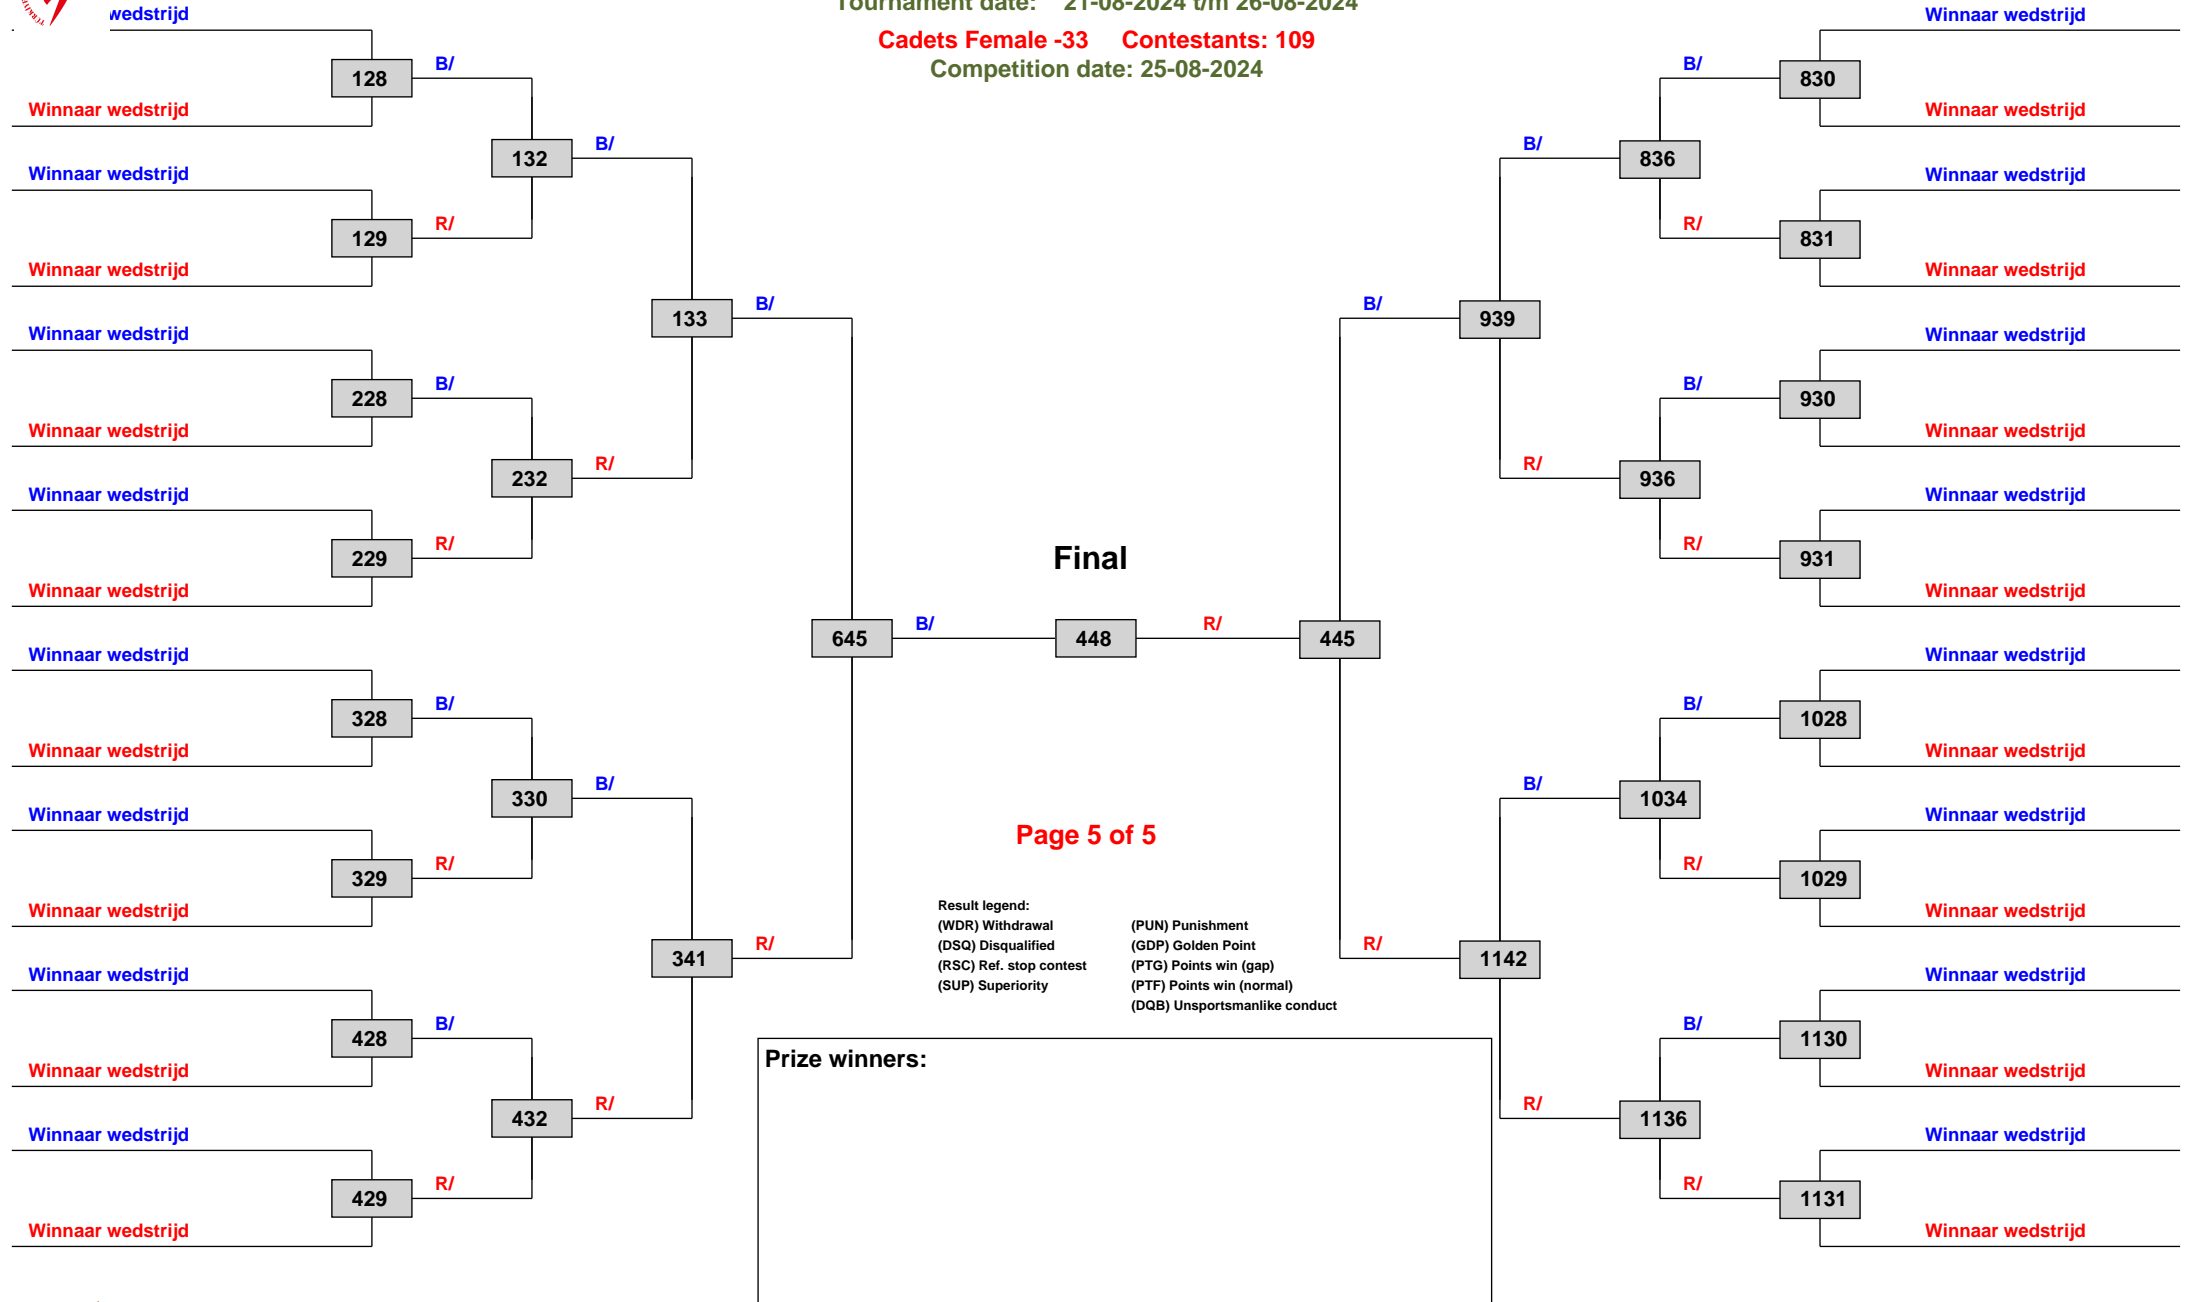 Tournament date: 21-08-2024 t/m 26-08-2024
Cadets Female -33 Contestants: 109
Competition date: 25-08-2024
wedstrijd
128
B/
Winnaar wedstrijd
132
B/
Winnaar wedstrijd
129
R/
Winnaar wedstrijd
133
B/
Winnaar wedstrijd
228
B/
Winnaar wedstrijd
232
R/
Winnaar wedstrijd
229
R/
Winnaar wedstrijd
645
B/
Winnaar wedstrijd
328
B/
Winnaar wedstrijd
330
B/
Winnaar wedstrijd
329
R/
Winnaar wedstrijd
341
R/
Winnaar wedstrijd
428
B/
Winnaar wedstrijd
432
R/
Winnaar wedstrijd
429
R/
Winnaar wedstrijd
Final
448
R/
445
Page 5 of 5
Result legend:
(WDR) Withdrawal
(DSQ) Disqualified
(RSC) Ref. stop contest
(SUP) Superiority
(PUN) Punishment
(GDP) Golden Point
(PTG) Points win (gap)
(PTF) Points win (normal)
(DQB) Unsportsmanlike conduct
Prize winners:
Winnaar wedstrijd
B/
830
Winnaar wedstrijd
B/
836
Winnaar wedstrijd
R/
831
Winnaar wedstrijd
B/
939
Winnaar wedstrijd
B/
930
Winnaar wedstrijd
R/
936
Winnaar wedstrijd
R/
931
Winnaar wedstrijd
Winnaar wedstrijd
B/
1028
Winnaar wedstrijd
B/
1034
Winnaar wedstrijd
R/
1029
Winnaar wedstrijd
R/
1142
Winnaar wedstrijd
B/
1130
Winnaar wedstrijd
R/
1136
Winnaar wedstrijd
R/
1131
Winnaar wedstrijd